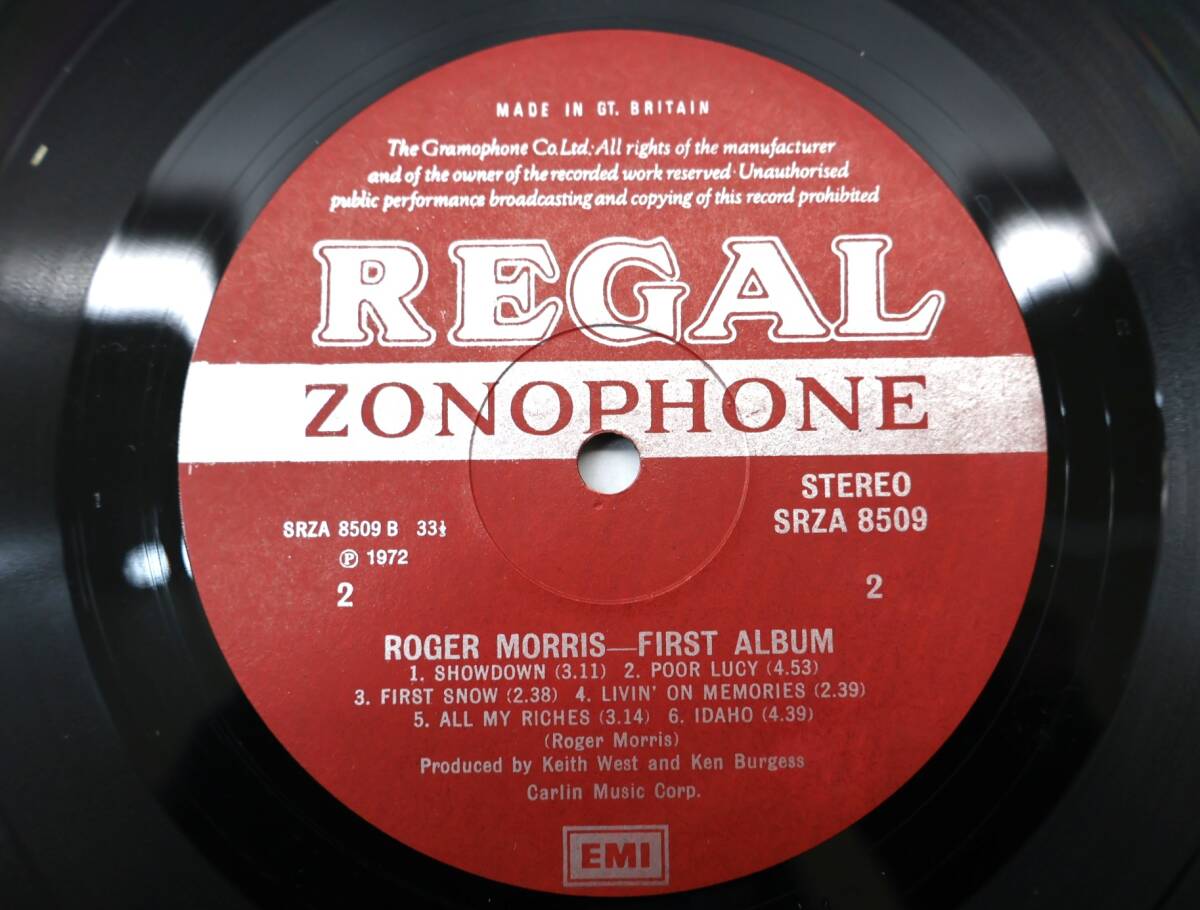 MADE IN GT. BRITAIN
The Gramophone Co. Ltd. · All rights of the manufacturer
and of the owner of the recorded work reserved · Unauthorised
public performance broadcasting and copying of this record prohibited
REGAL
ZONOPHONE
STEREO
SRZA 8509
SRZA 8509 B 33⅓
℗ 1972
2
2
ROGER MORRIS—FIRST ALBUM
1. SHOWDOWN (3.11) 2. POOR LUCY (4.53)
3. FIRST SNOW (2.38) 4. LIVIN' ON MEMORIES (2.39)
5. ALL MY RICHES (3.14) 6. IDAHO (4.39)
(Roger Morris)
Produced by Keith West and Ken Burgess
Carlin Music Corp.
EMI